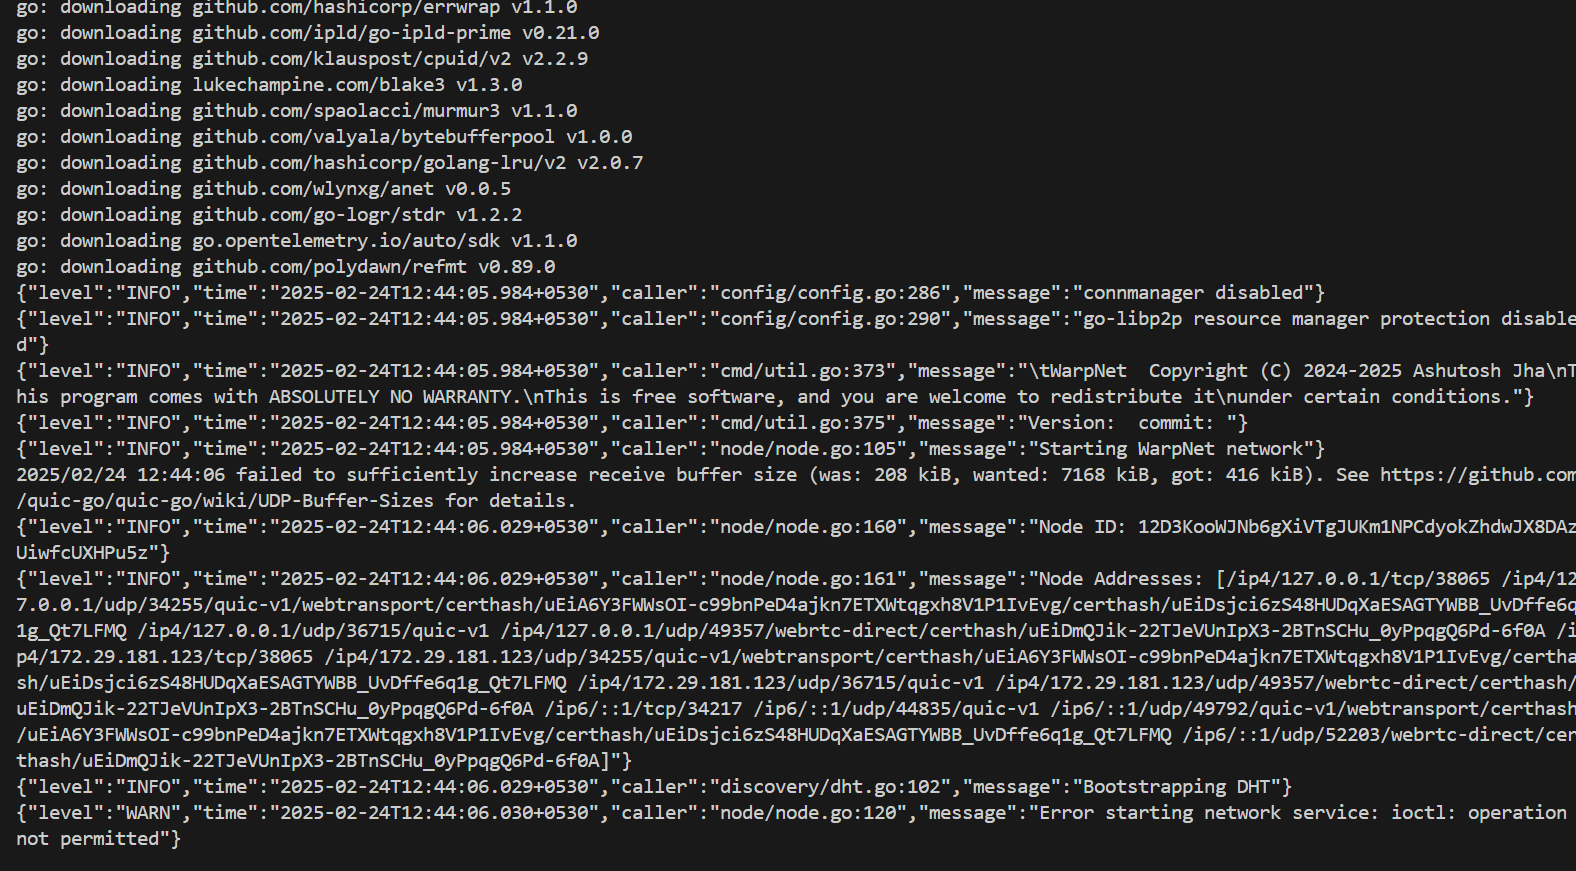 go: downloading github.com/hashicorp/errwrap v1.1.0
go: downloading github.com/ipld/go-ipld-prime v0.21.0
go: downloading github.com/klauspost/cpuid/v2 v2.2.9
go: downloading lukechampine.com/blake3 v1.3.0
go: downloading github.com/spaolacci/murmur3 v1.1.0
go: downloading github.com/valyala/bytebufferpool v1.0.0
go: downloading github.com/hashicorp/golang-lru/v2 v2.0.7
go: downloading github.com/wlynxg/anet v0.0.5
go: downloading github.com/go-logr/stdr v1.2.2
go: downloading go.opentelemetry.io/auto/sdk v1.1.0
go: downloading github.com/polydawn/refmt v0.89.0
{"level":"INFO","time":"2025-02-24T12:44:05.984+0530","caller":"config/config.go:286","message":"connmanager disabled"}
{"level":"INFO","time":"2025-02-24T12:44:05.984+0530","caller":"config/config.go:290","message":"go-libp2p resource manager protection disable
d"}
{"level":"INFO","time":"2025-02-24T12:44:05.984+0530","caller":"cmd/util.go:373","message":"\tWarpNet  Copyright (C) 2024-2025 Ashutosh Jha\nT
his program comes with ABSOLUTELY NO WARRANTY.\nThis is free software, and you are welcome to redistribute it\nunder certain conditions."}
{"level":"INFO","time":"2025-02-24T12:44:05.984+0530","caller":"cmd/util.go:375","message":"Version:  commit: "}
{"level":"INFO","time":"2025-02-24T12:44:05.984+0530","caller":"node/node.go:105","message":"Starting WarpNet network"}
2025/02/24 12:44:06 failed to sufficiently increase receive buffer size (was: 208 kiB, wanted: 7168 kiB, got: 416 kiB). See https://github.com
/quic-go/quic-go/wiki/UDP-Buffer-Sizes for details.
{"level":"INFO","time":"2025-02-24T12:44:06.029+0530","caller":"node/node.go:160","message":"Node ID: 12D3KooWJNb6gXiVTgJUKm1NPCdyokZhdwJX8DAz
UiwfcUXHPu5z"}
{"level":"INFO","time":"2025-02-24T12:44:06.029+0530","caller":"node/node.go:161","message":"Node Addresses: [/ip4/127.0.0.1/tcp/38065 /ip4/12
7.0.0.1/udp/34255/quic-v1/webtransport/certhash/uEiA6Y3FWWsOI-c99bnPeD4ajkn7ETXWtqgxh8V1P1IvEvg/certhash/uEiDsjci6zS48HUDqXaESAGTYWBB_UvDffe6q
1g_Qt7LFMQ /ip4/127.0.0.1/udp/36715/quic-v1 /ip4/127.0.0.1/udp/49357/webrtc-direct/certhash/uEiDmQJik-22TJeVUnIpX3-2BTnSCHu_0yPpqgQ6Pd-6f0A /i
p4/172.29.181.123/tcp/38065 /ip4/172.29.181.123/udp/34255/quic-v1/webtransport/certhash/uEiA6Y3FWWsOI-c99bnPeD4ajkn7ETXWtqgxh8V1P1IvEvg/certha
sh/uEiDsjci6zS48HUDqXaESAGTYWBB_UvDffe6q1g_Qt7LFMQ /ip4/172.29.181.123/udp/36715/quic-v1 /ip4/172.29.181.123/udp/49357/webrtc-direct/certhash/
uEiDmQJik-22TJeVUnIpX3-2BTnSCHu_0yPpqgQ6Pd-6f0A /ip6/::1/tcp/34217 /ip6/::1/udp/44835/quic-v1 /ip6/::1/udp/49792/quic-v1/webtransport/certhash
/uEiA6Y3FWWsOI-c99bnPeD4ajkn7ETXWtqgxh8V1P1IvEvg/certhash/uEiDsjci6zS48HUDqXaESAGTYWBB_UvDffe6q1g_Qt7LFMQ /ip6/::1/udp/52203/webrtc-direct/cer
thash/uEiDmQJik-22TJeVUnIpX3-2BTnSCHu_0yPpqgQ6Pd-6f0A]"}
{"level":"INFO","time":"2025-02-24T12:44:06.029+0530","caller":"discovery/dht.go:102","message":"Bootstrapping DHT"}
{"level":"WARN","time":"2025-02-24T12:44:06.030+0530","caller":"node/node.go:120","message":"Error starting network service: ioctl: operation
not permitted"}